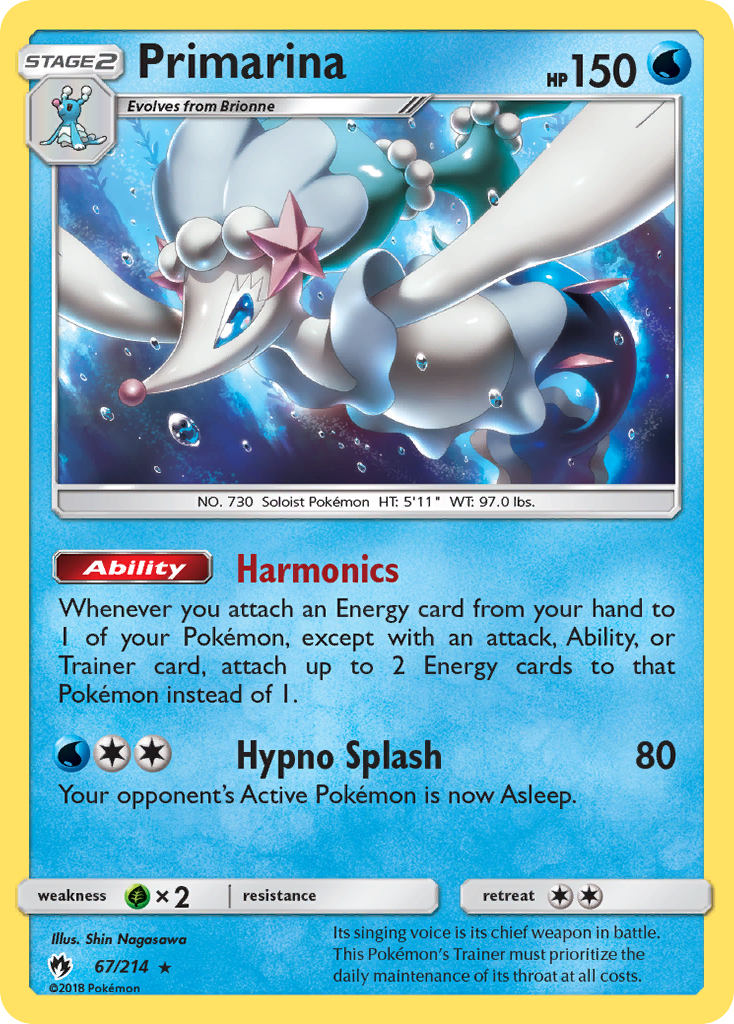 STAGE2
Primarina
HP 150
Evolves from Brionne
NO. 730 Soloist Pokémon HT: 5'11" WT: 97.0 lbs.
Ability Harmonics
Whenever you attach an Energy card from your hand to
1 of your Pokémon, except with an attack, Ability, or
Trainer card, attach up to 2 Energy cards to that
Pokémon instead of 1.
Hypno Splash 80
Your opponent's Active Pokémon is now Asleep.
weakness ×2 resistance retreat
Illus. Shin Nagasawa
67/214 ★
©2018 Pokémon
Its singing voice is its chief weapon in battle.
This Pokémon's Trainer must prioritize the
daily maintenance of its throat at all costs.